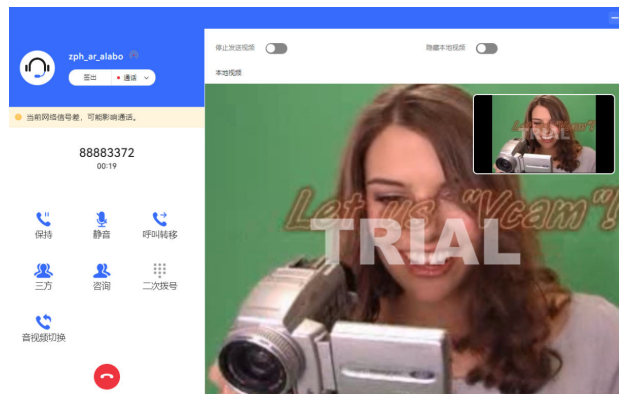 zph_ar_alabo
签出
通话
当前网络信号差，可能影响通话。
88883372
00:19
保持
静音
呼叫转移
三方
咨询
二次拨号
音视频切换
停止发送视频
隐藏本地视频
本地视频
Let us "Vcam"!
TRIAL
TRIAL